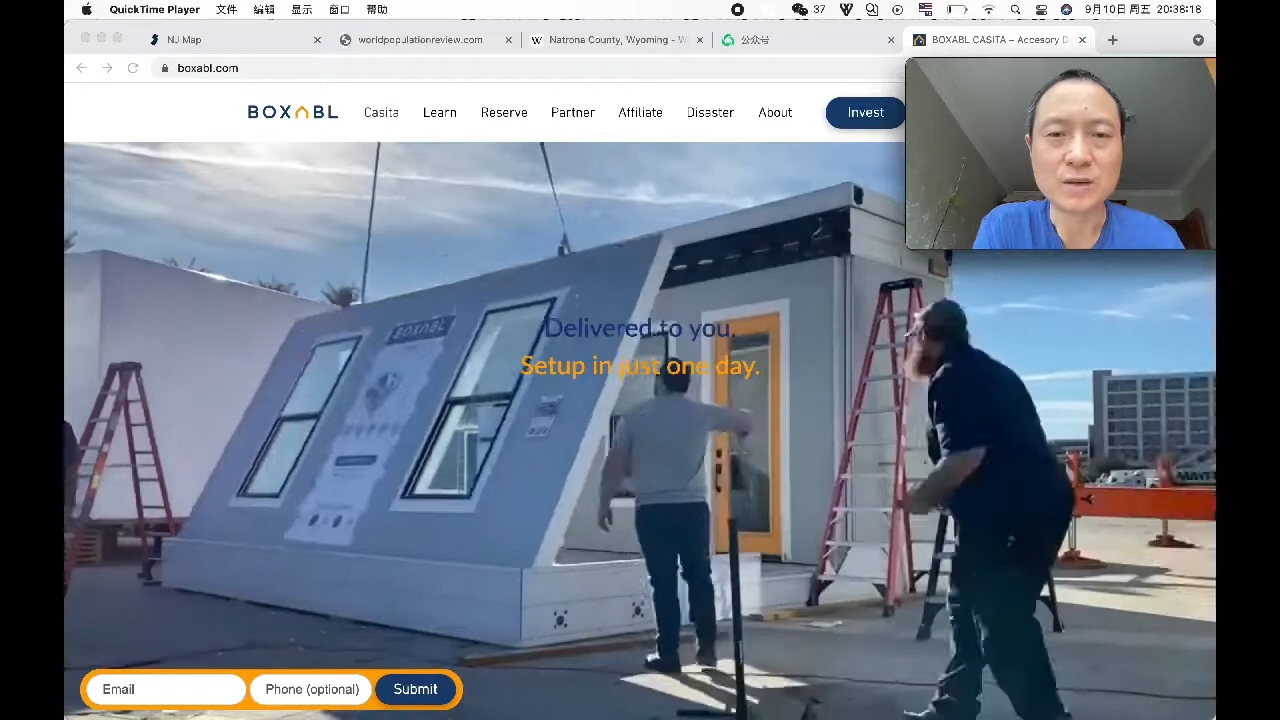 QuickTime Player 文件 编辑 显示 窗口 帮助 37 9月10日 周五 20:38:18
NJ Map
worldpopulationreview.com
Natrona County, Wyoming - W
公众号
BOXABL CASITA – Accesory D
boxabl.com
BOXABL Casita Learn Reserve Partner Affiliate Disaster About Invest
BOXABL
Delivered to you.
Setup in just one day.
Email Phone (optional) Submit